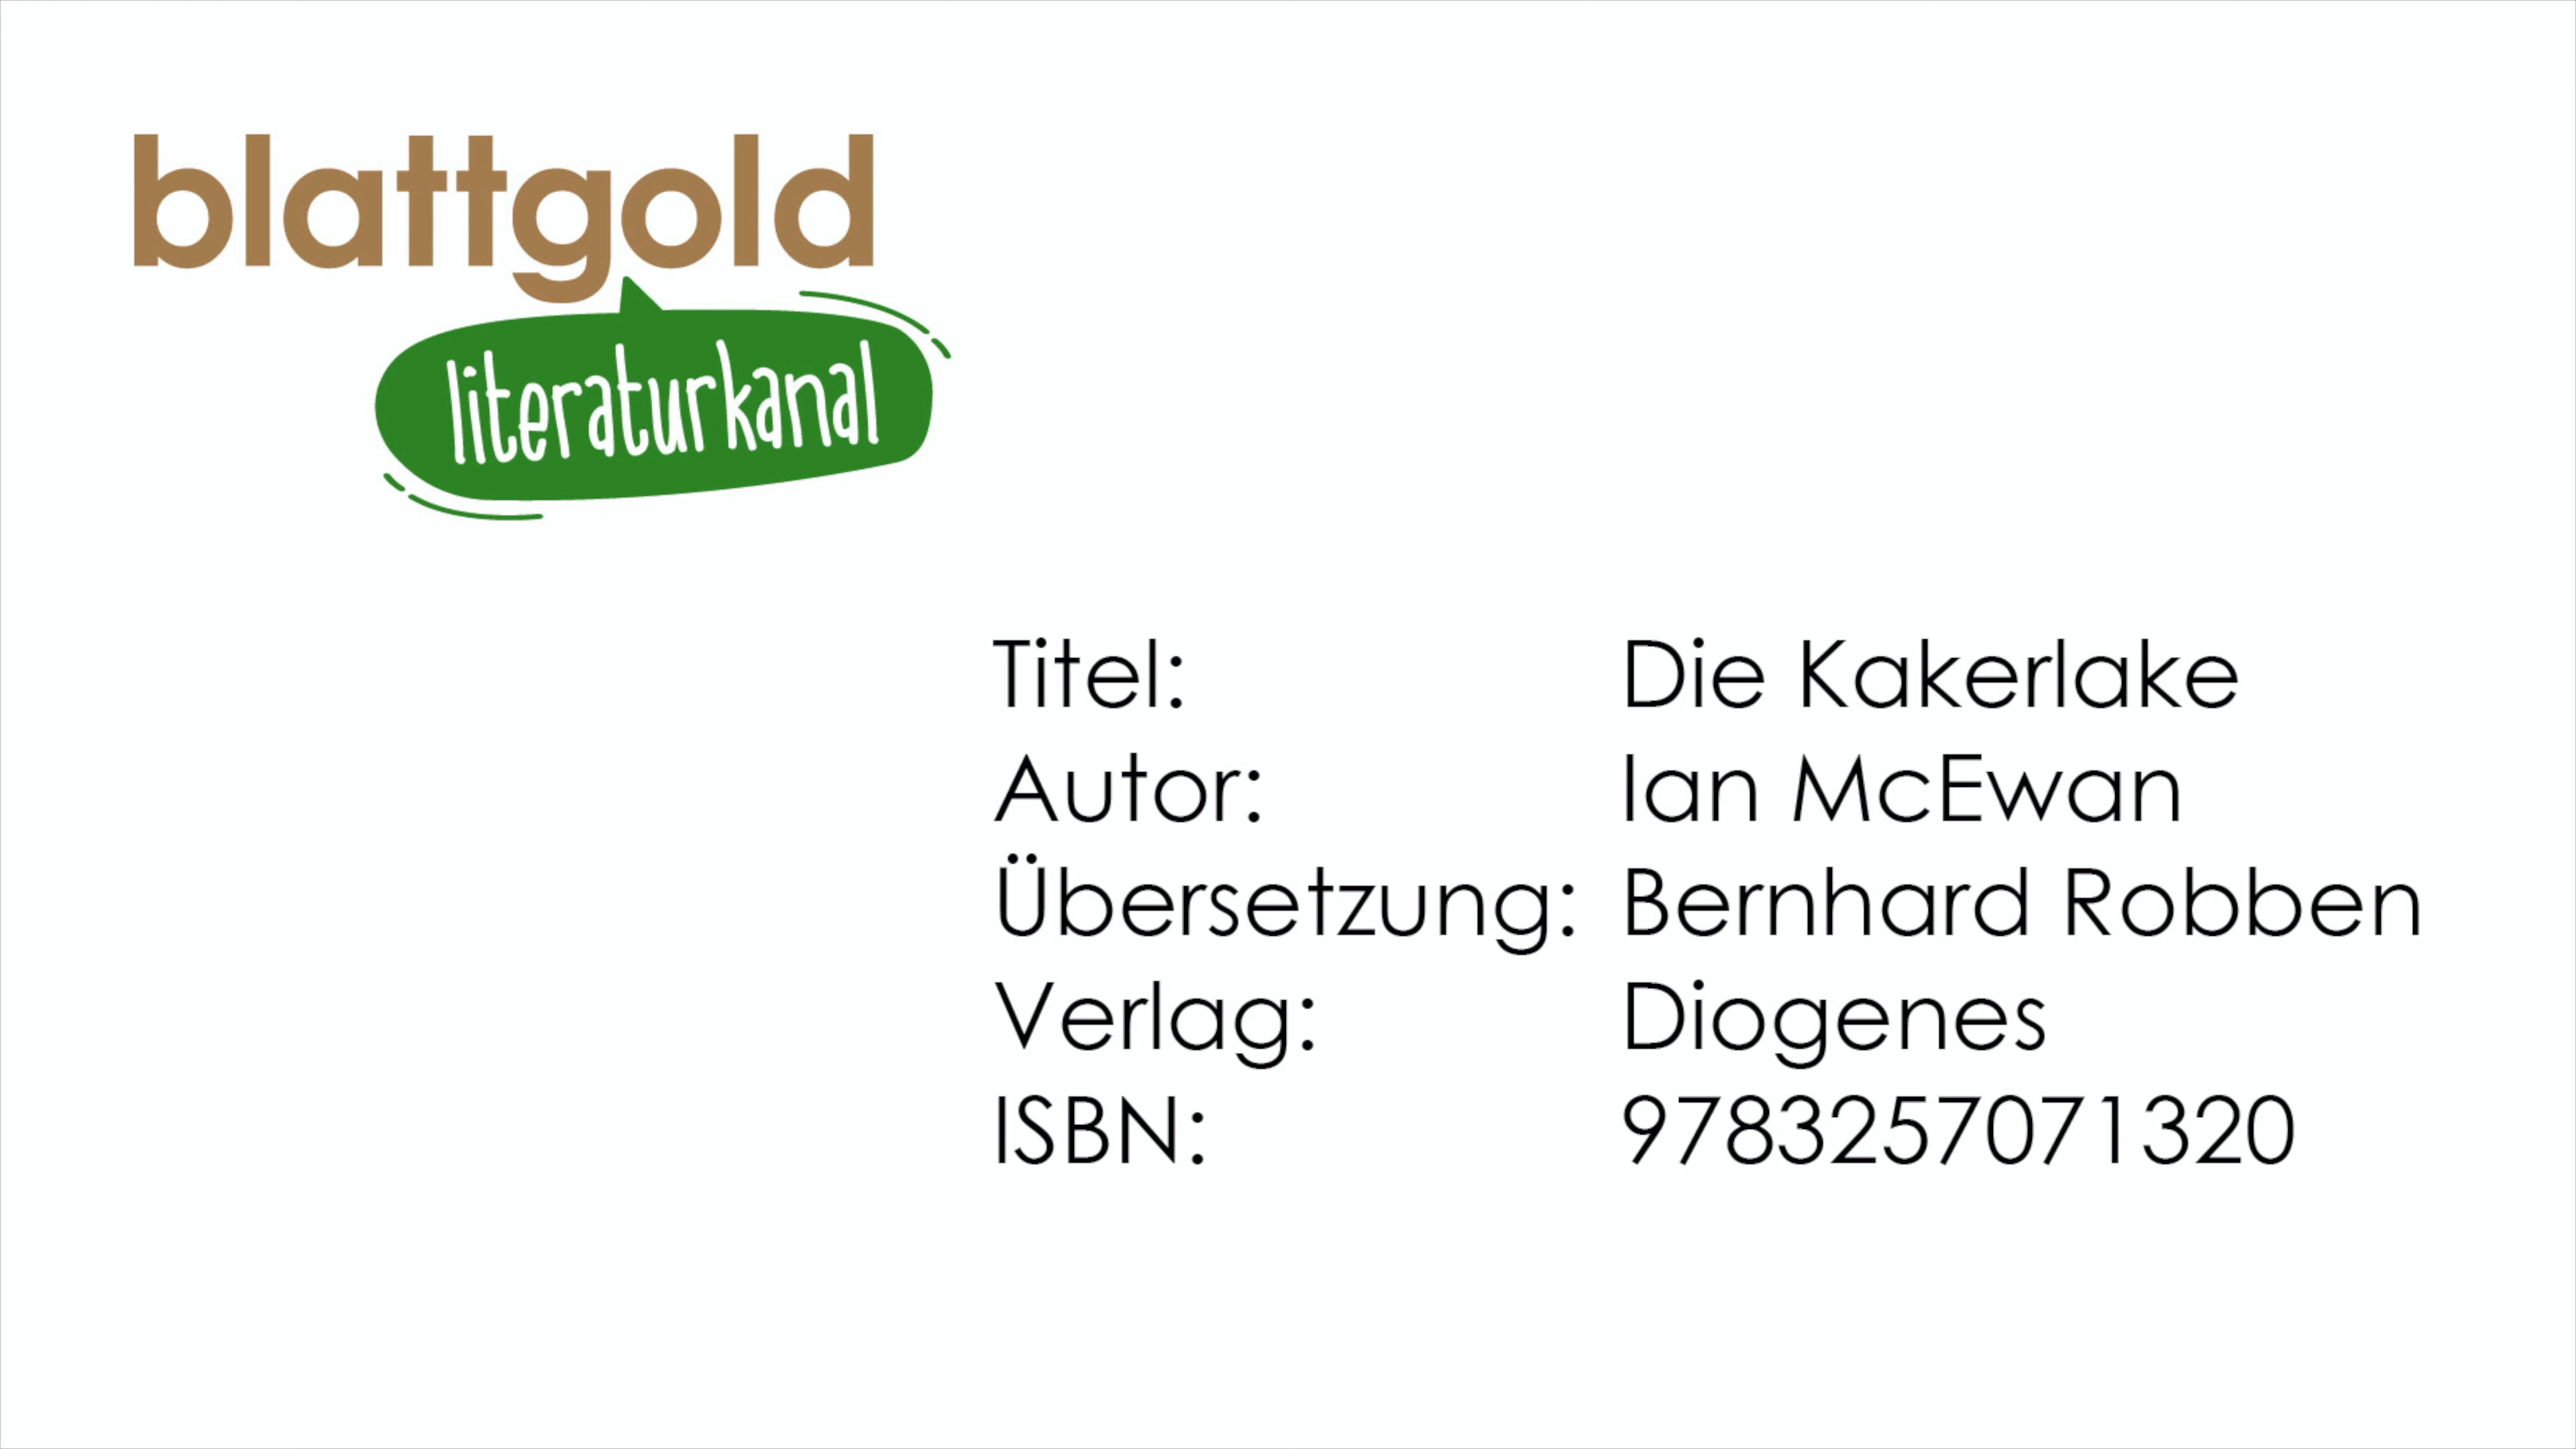 blattgold
literaturkanal
Titel: Die Kakerlake
Autor: Ian McEwan
Übersetzung: Bernhard Robben
Verlag: Diogenes
ISBN: 9783257071320